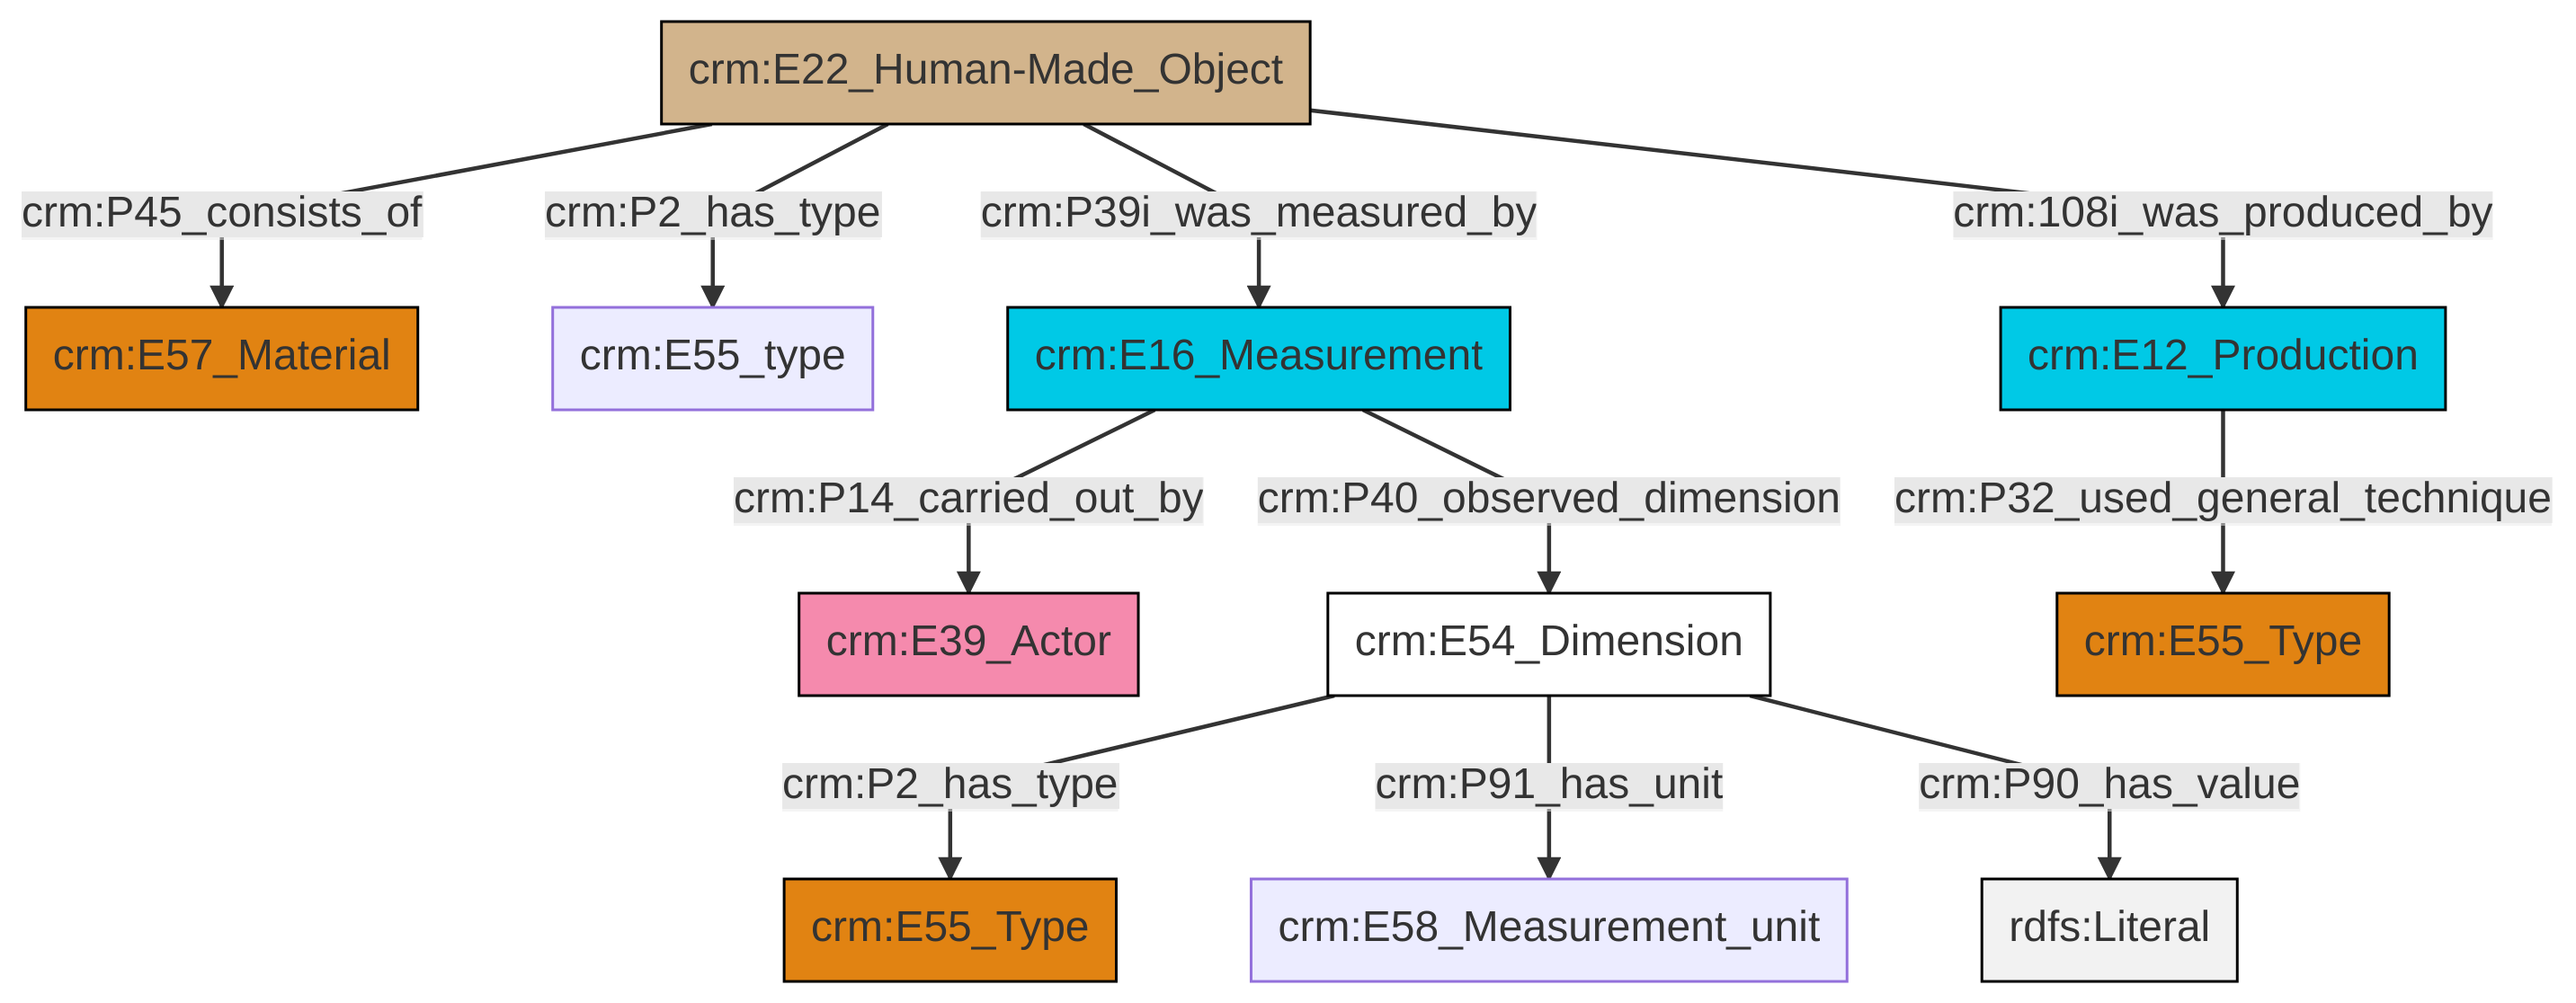 crm:E22_Human-Made_Object
crm:P45_consists_of
crm:P2_has_type
crm:P39i_was_measured_by
crm:108i_was_produced_by
crm:E57_Material
crm:E55_type
crm:E16_Measurement
crm:E12_Production
crm:P14_carried_out_by
crm:P40_observed_dimension
crm:P32_used_general_technique
crm:E39_Actor
crm:E54_Dimension
crm:E55_Type
crm:P2_has_type
crm:P91_has_unit
crm:P90_has_value
crm:E55_Type
crm:E58_Measurement_unit
rdfs:Literal